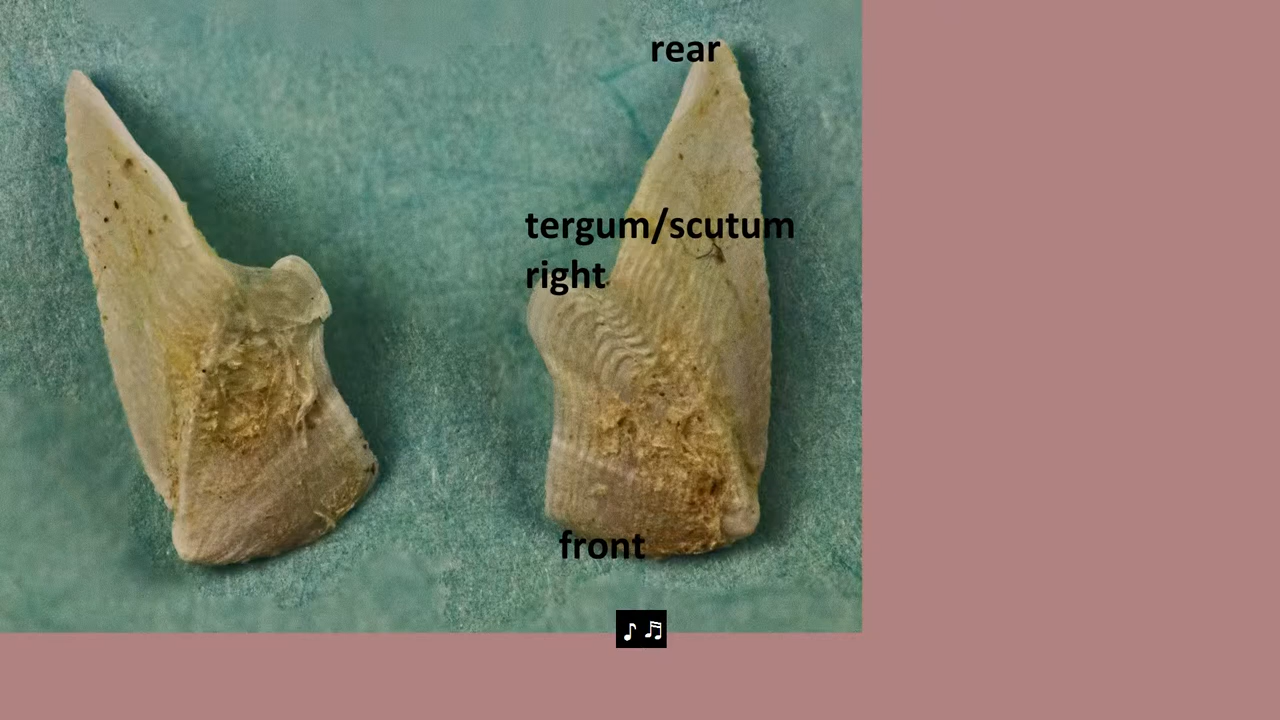 rear
tergum/scutum
right
front
♪ ♬